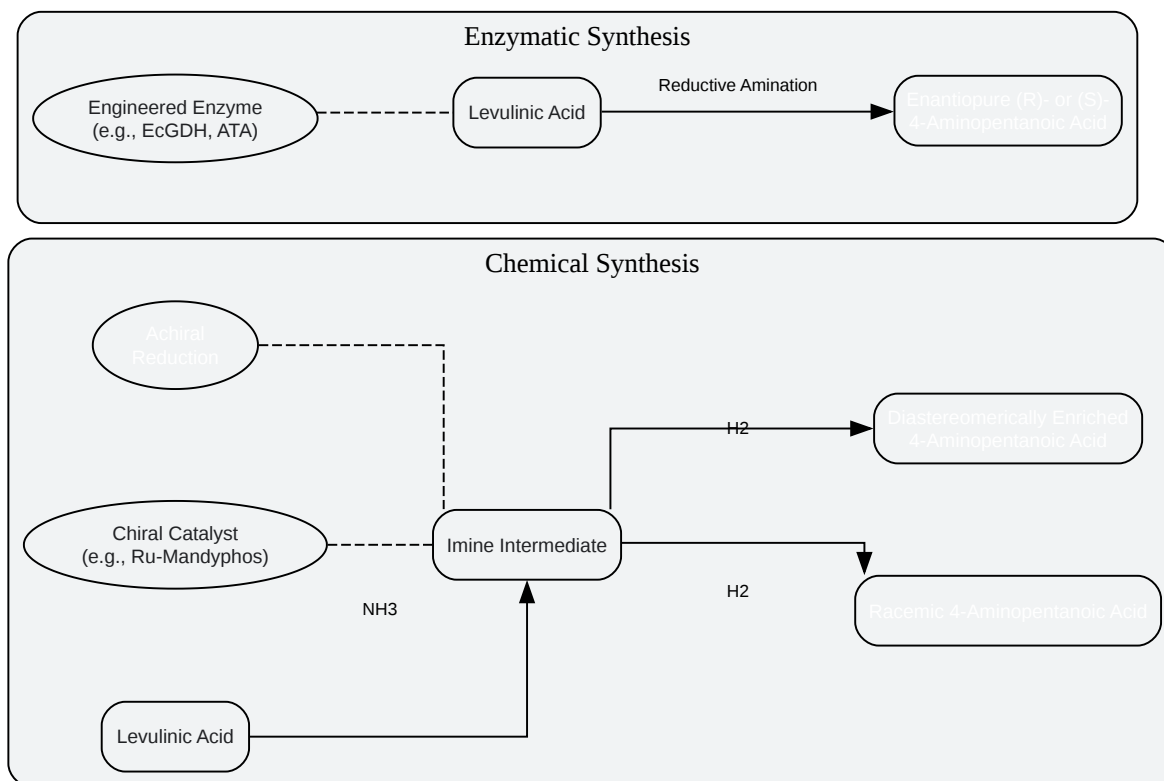 Enzymatic Synthesis
Engineered Enzyme
(e.g., EcGDH, ATA)
Levulinic Acid
Reductive Amination
Enantiopure (R)- or (S)-
4-Aminopentanoic Acid
Chemical Synthesis
Achiral
Reduction
H2
Diastereomerically Enriched
4-Aminopentanoic Acid
Chiral Catalyst
(e.g., Ru-Mandyphos)
Imine Intermediate
NH3
H2
Racemic 4-Aminopentanoic Acid
Levulinic Acid